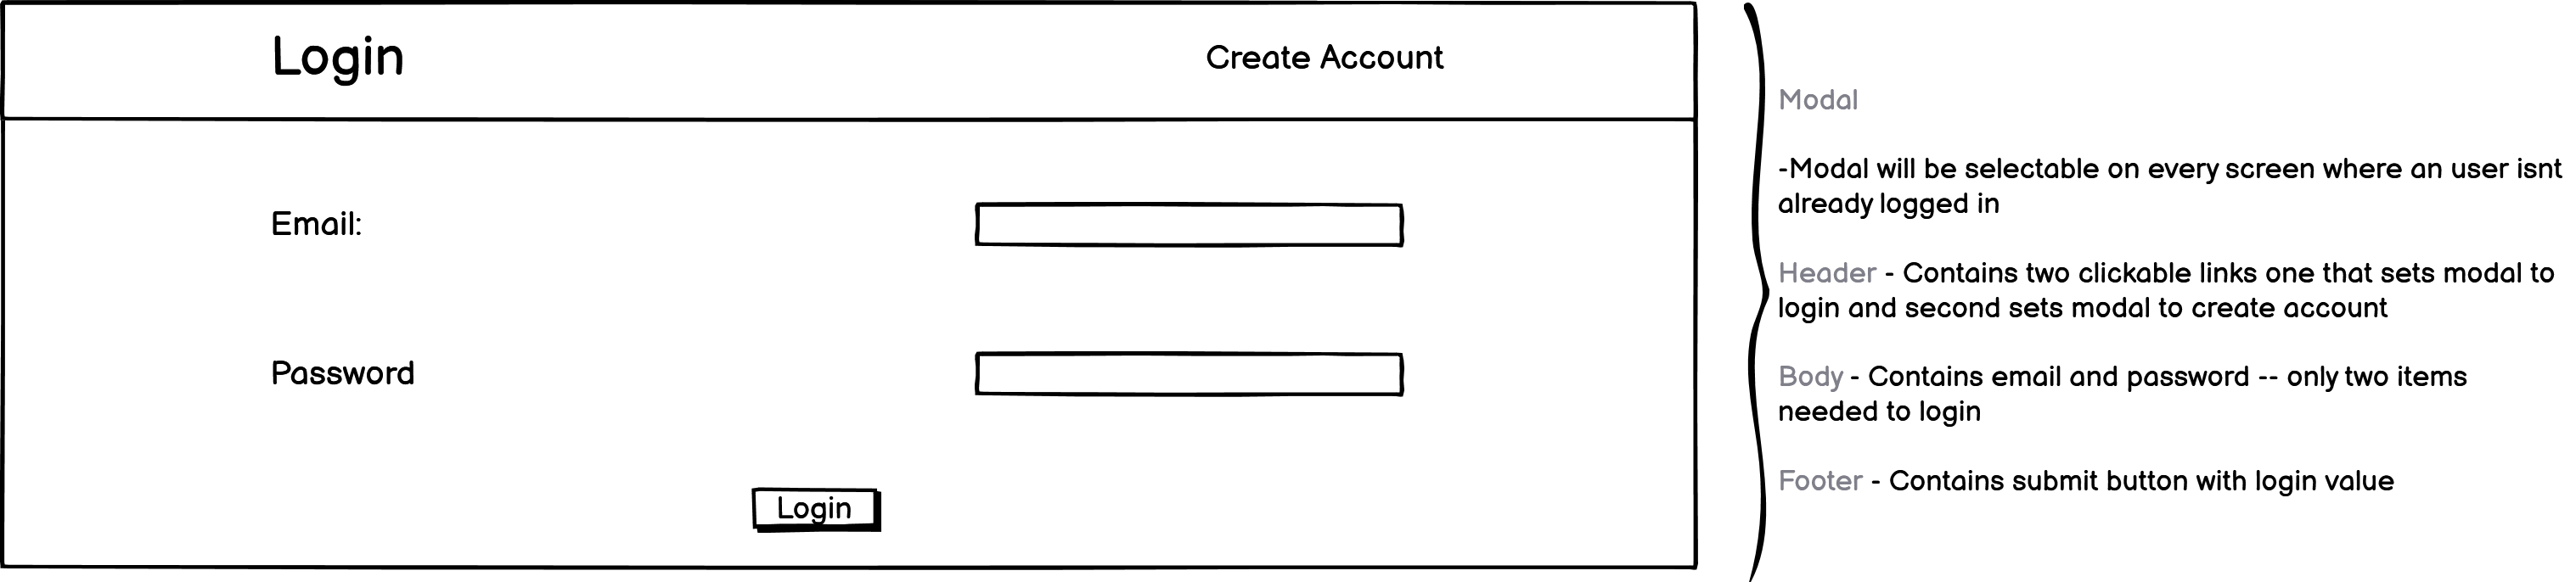 Login
Create Account
Email:
Password
Login
Modal
-Modal will be selectable on every screen where an user isnt
already logged in
Header - Contains two clickable links one that sets modal to
login and second sets modal to create account
Body - Contains email and password -- only two items
needed to login
Footer - Contains submit button with login value